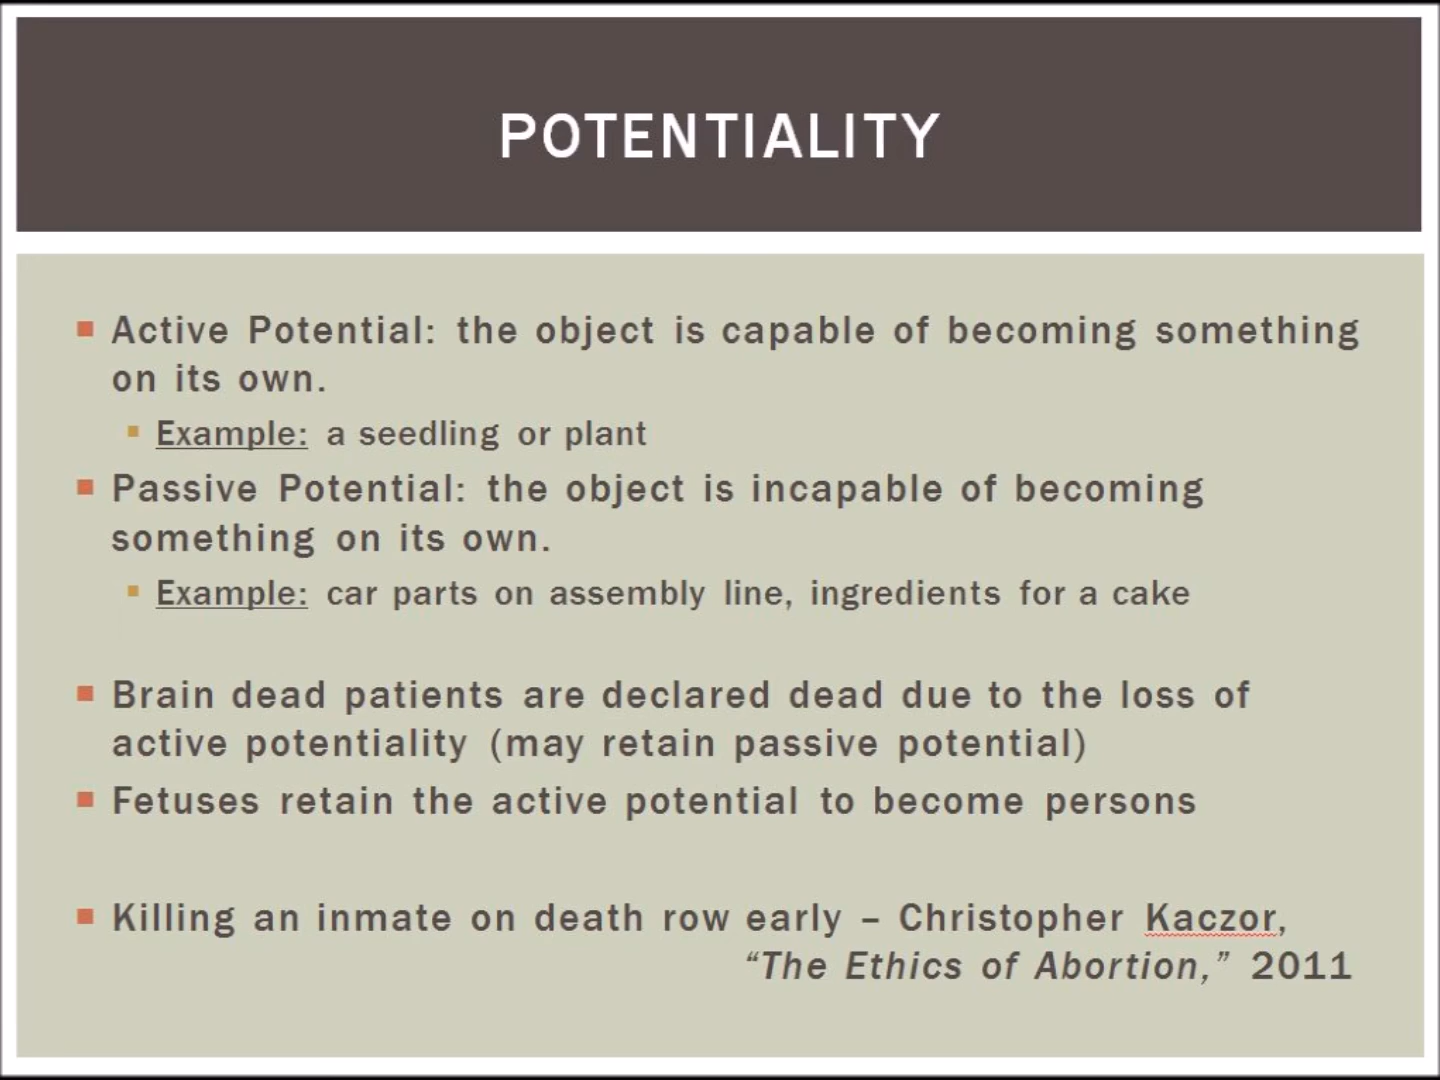 POTENTIALITY
Active Potential: the object is capable of becoming something
on its own.
Example: a seedling or plant
Passive Potential: the object is incapable of becoming
something on its own.
Example: car parts on assembly line, ingredients for a cake
Brain dead patients are declared dead due to the loss of
active potentiality (may retain passive potential)
Fetuses retain the active potential to become persons
Killing an inmate on death row early – Christopher Kaczor,
“The Ethics of Abortion,” 2011